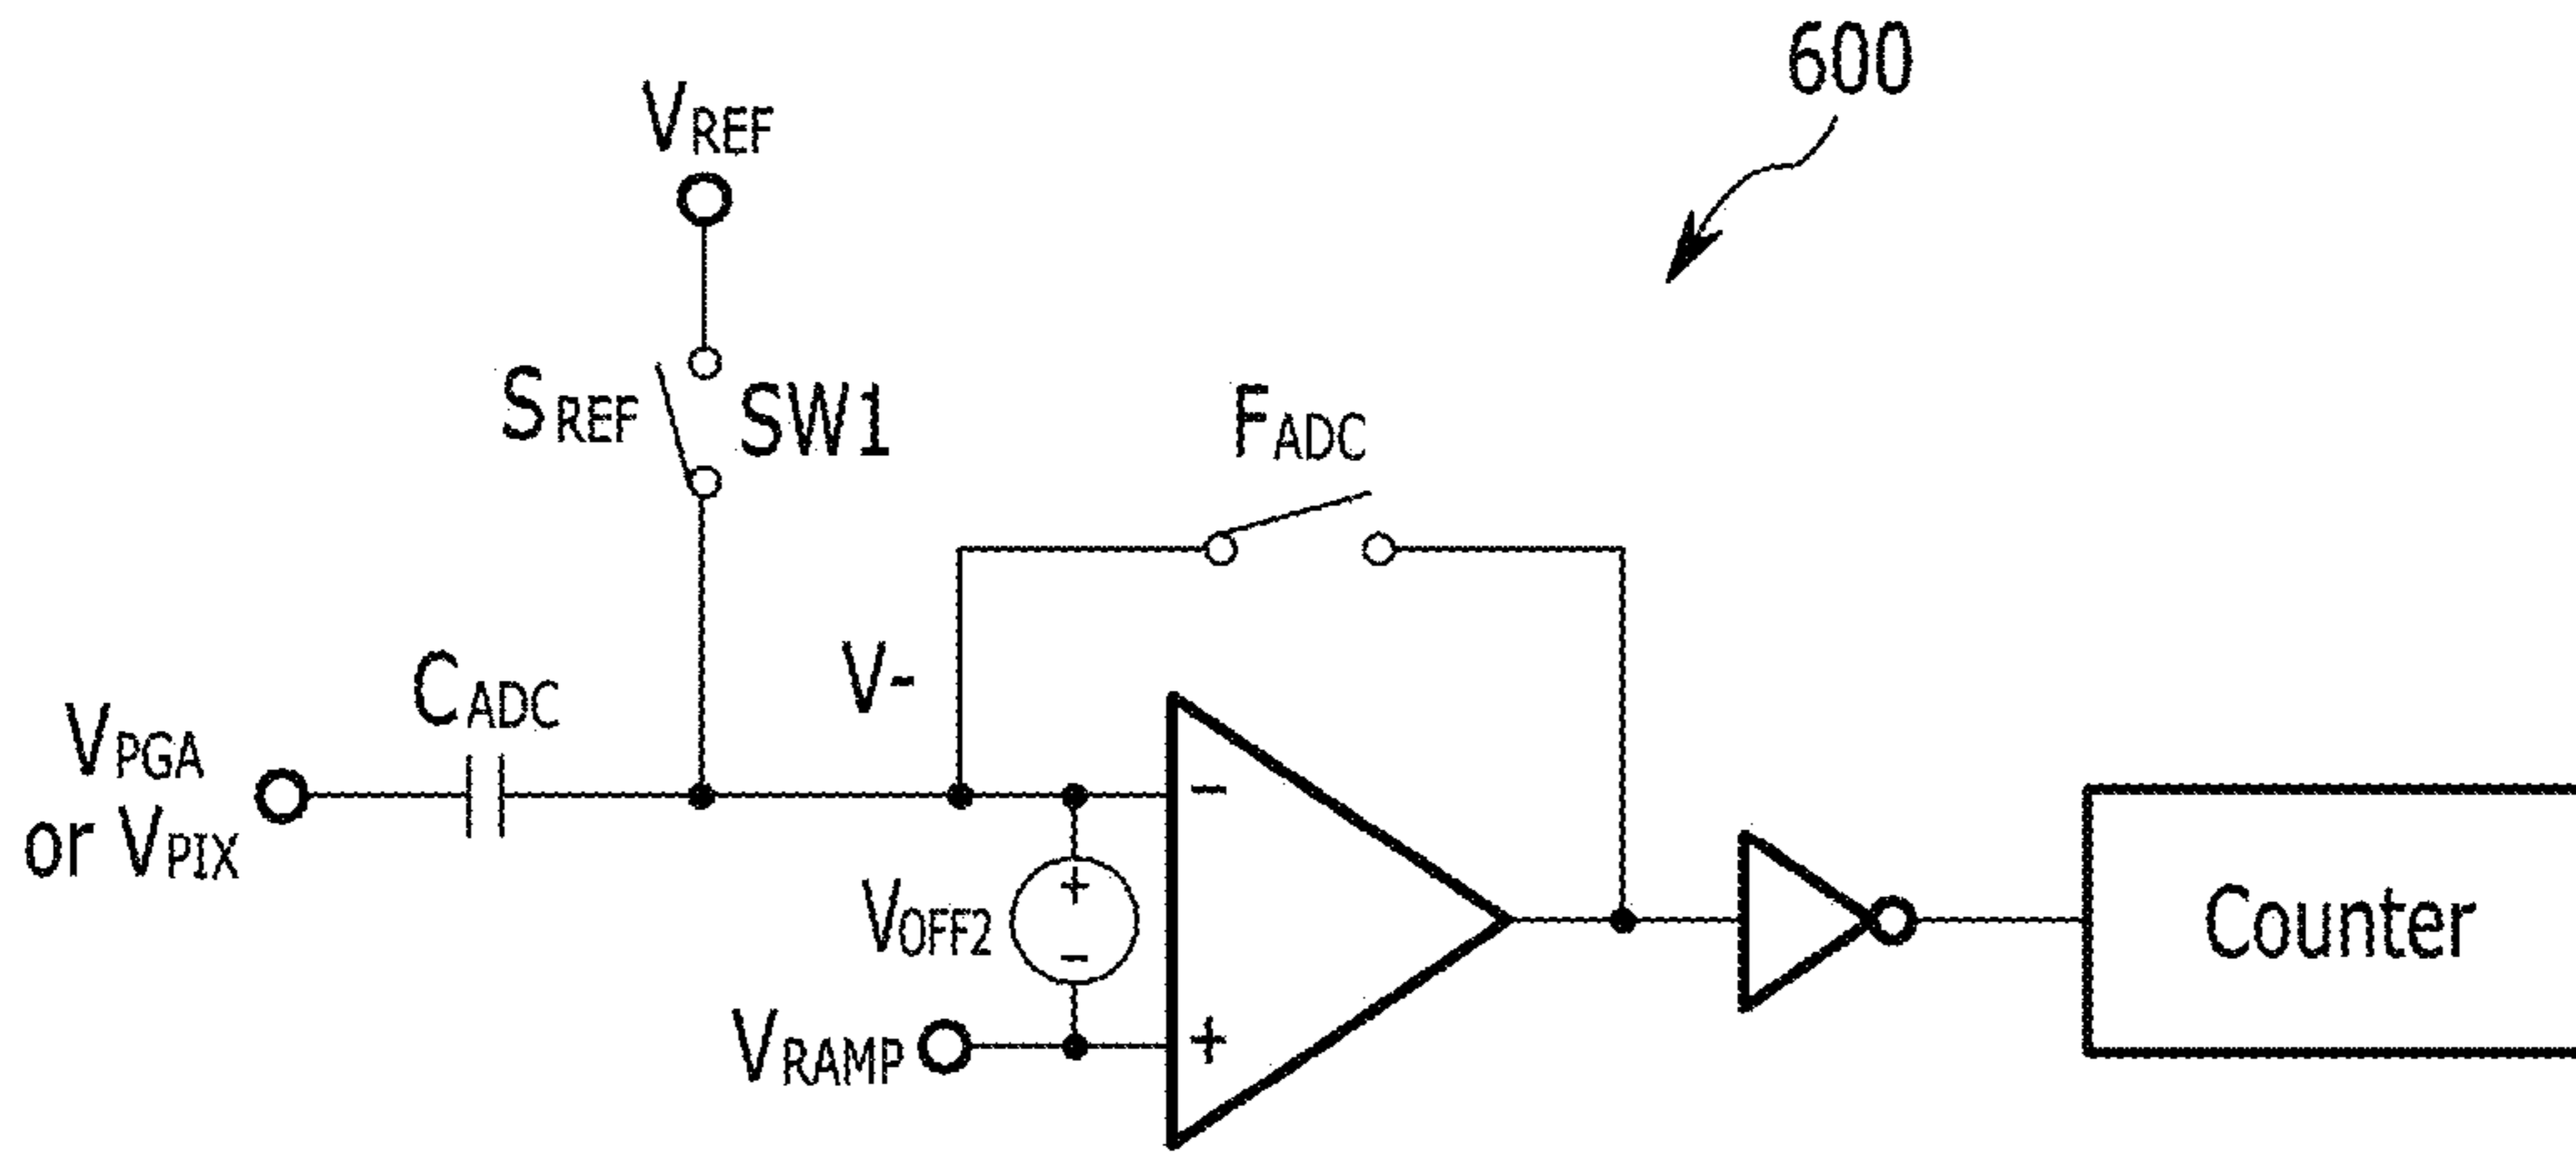 600
VREF
SREF
SW1
FADC
V-
CADC
VPGA
or VPIX
VOFF2
VRAMP
-
+
+
-
Counter